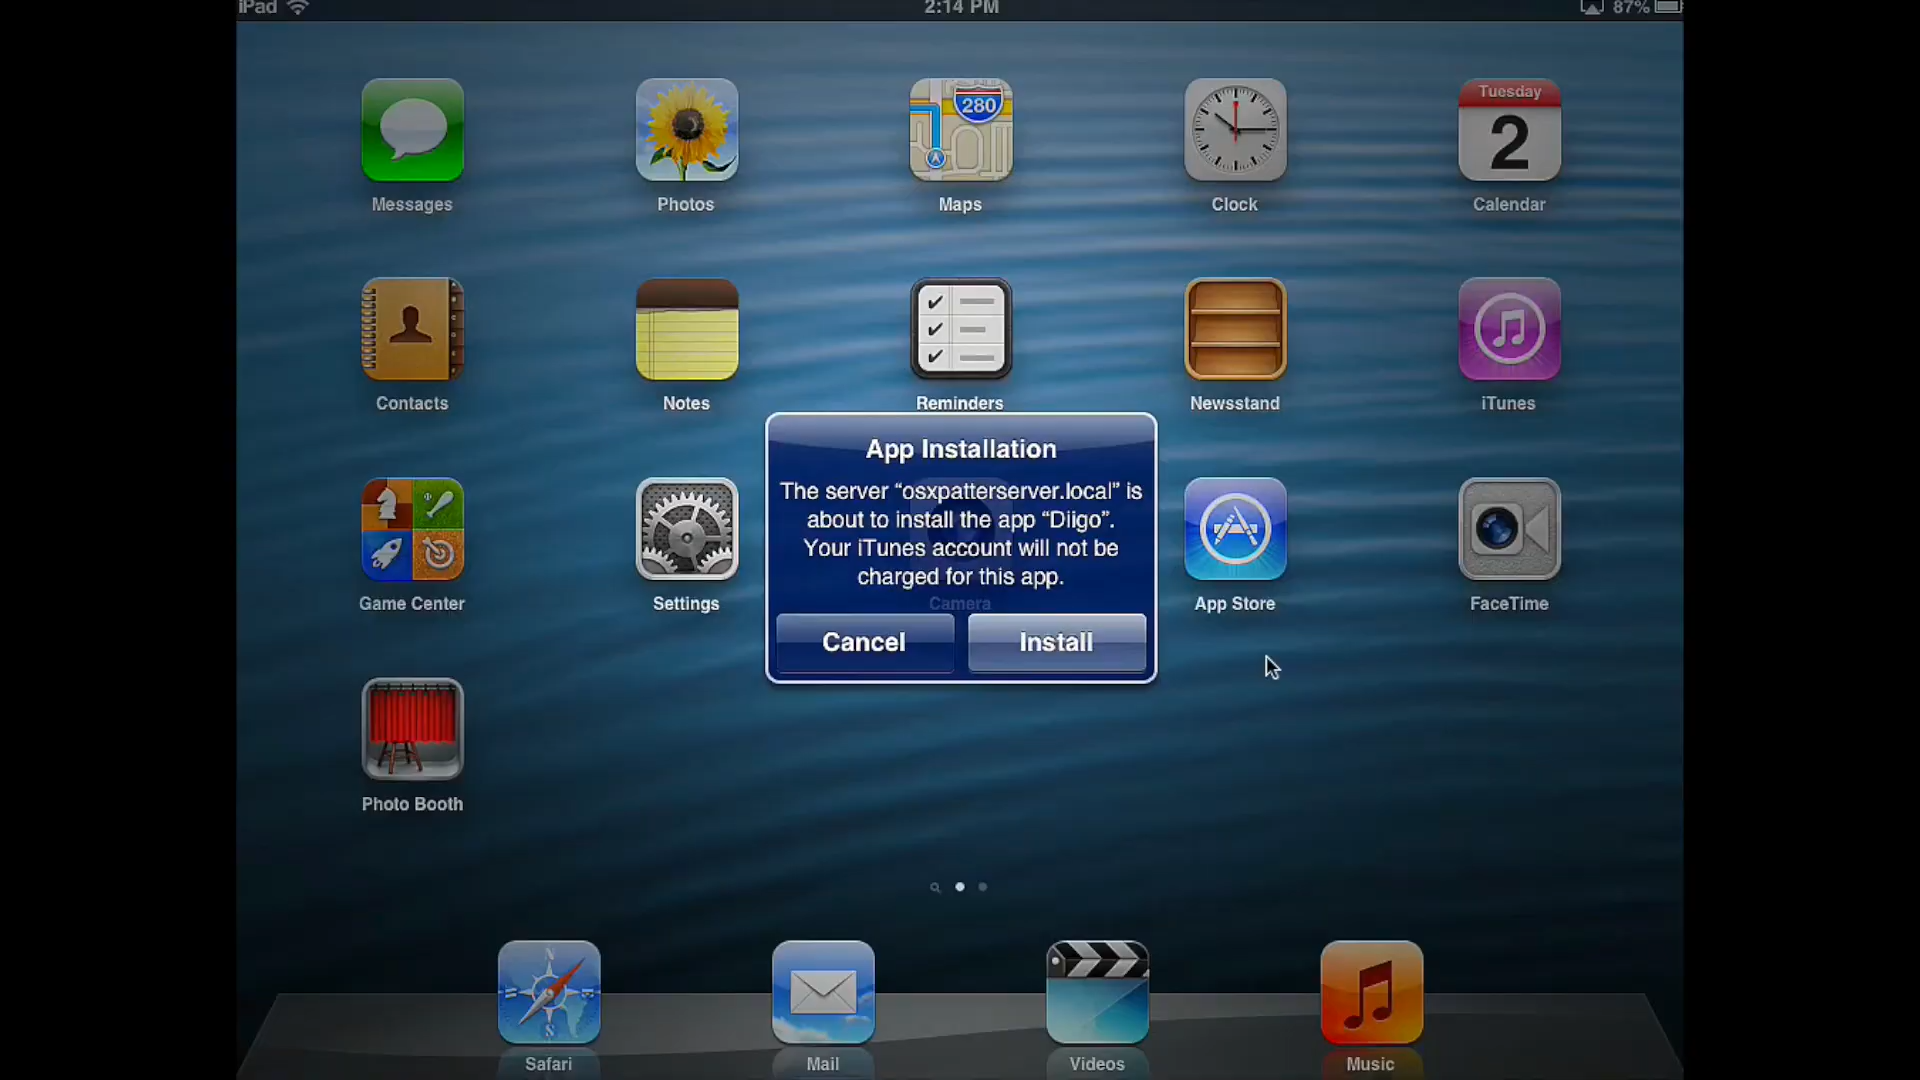 iPad 2:14 PM 87%
280
Tuesday
2
Messages Photos Maps Clock Calendar
Contacts Notes Reminders Newsstand iTunes
App Installation
The server “osxpatterserver.local” is
about to install the app “Diigo”.
Your iTunes account will not be
charged for this app.
Game Center Settings Camera App Store FaceTime
Cancel Install
Photo Booth
N
S
Safari Mail Videos Music